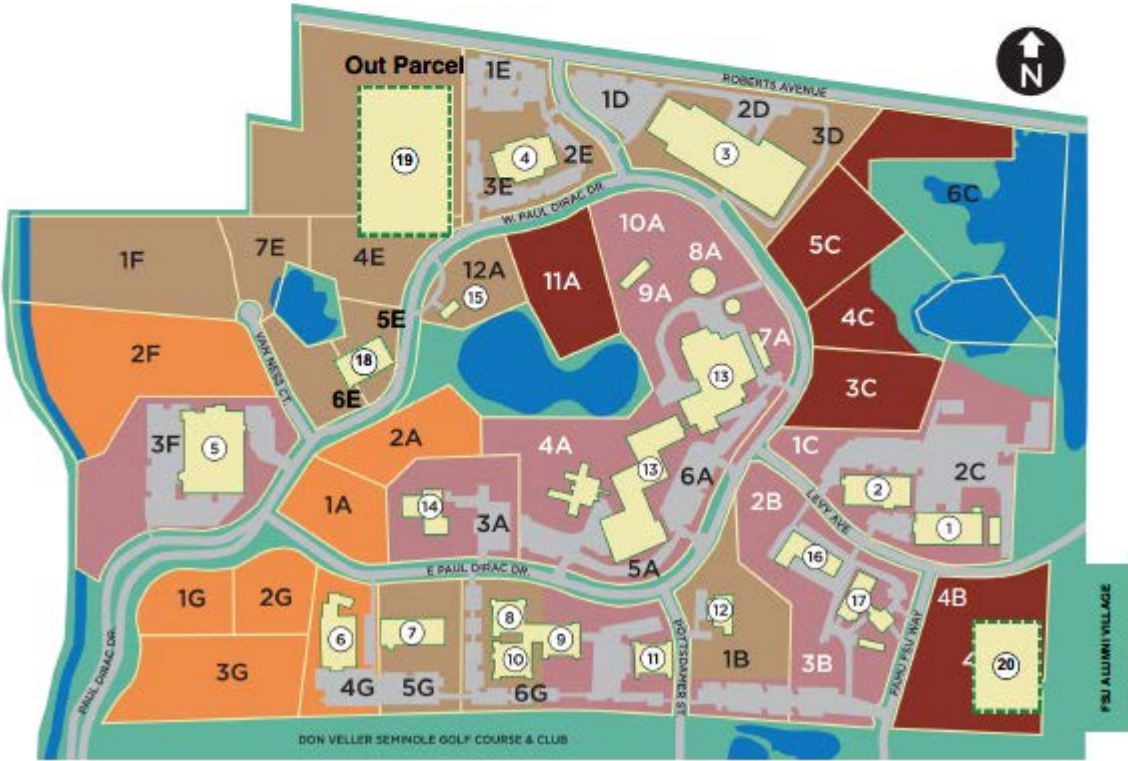 Out Parcel
1E
1D
ROBERTS AVENUE
N
2D
3D
4
2E
3
19
3E
6C
W. PAUL DIRAC DR.
10A
1F
7E
4E
12A
8A
5C
15
11A
9A
5E
4C
2F
VAN NESS CT.
18
7A
13
6E
3C
3F
5
2A
4A
1C
13
6A
2C
2
1A
14
2B
LEVY AVE
3A
1
16
E PAUL DIRAC DR.
5A
1G
2G
17
4B
8
12
6
7
9
POTTSDAMER ST
PAUL DIRAC DR.
3G
10
11
1B
3B
PAHU FSU WAY
4
20
4G
5G
6G
FSU ALUMNI VILLAGE
DON VELLER SEMINOLE GOLF COURSE & CLUB